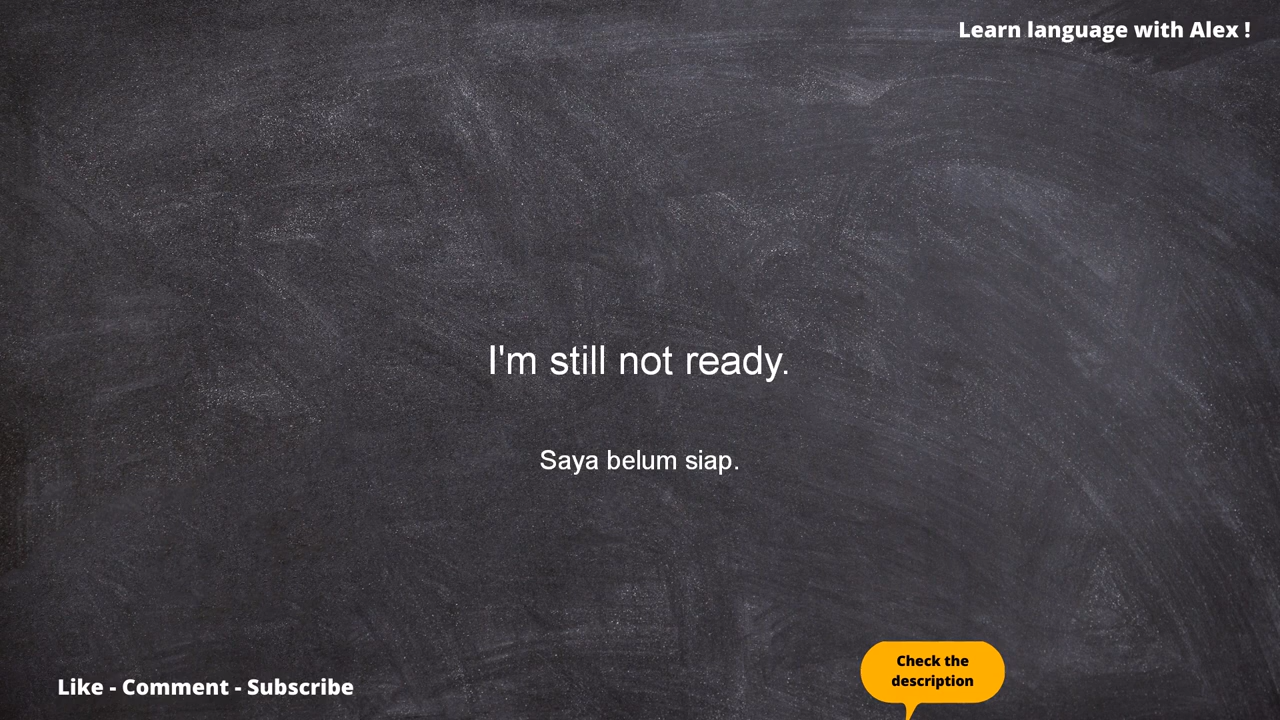 Learn language with Alex !
I'm still not ready.
Saya belum siap.
Like - Comment - Subscribe
Check the
description